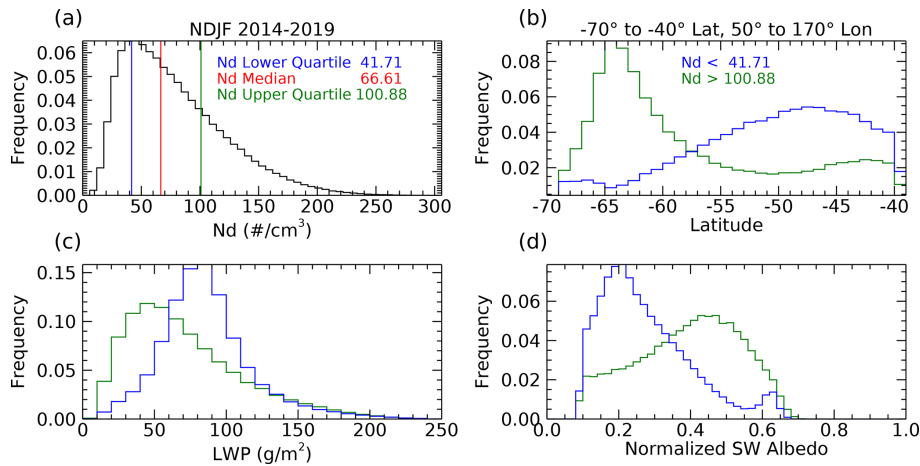 (a)
NDJF 2014-2019
Nd Lower Quartile 41.71
Nd Median 66.61
Nd Upper Quartile 100.88
Frequency
0.06
0.05
0.04
0.03
0.02
0.01
0.00
0 50 100 150 200 250 300
Nd (#/cm³)
(b)
-70° to -40° Lat, 50° to 170° Lon
Nd < 41.71
Nd > 100.88
Frequency
0.08
0.06
0.04
0.02
-70 -65 -60 -55 -50 -45 -40 -39
Latitude
(c)
Frequency
0.15
0.10
0.05
0.00
0 50 100 150 200 250
LWP (g/m²)
(d)
Frequency
0.06
0.04
0.02
0.00
0.0 0.2 0.4 0.6 0.8 1.0
Normalized SW Albedo